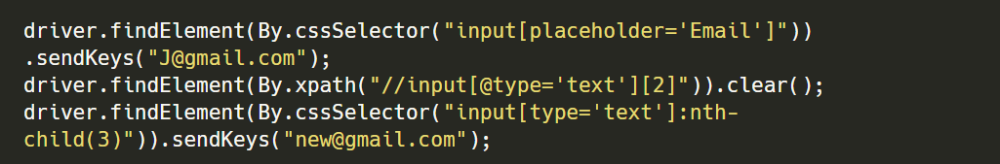 driver.findElement(By.cssSelector("input[placeholder='Email']"))
.sendKeys("J@gmail.com");
driver.findElement(By.xpath("//input[@type='text'][2]")).clear();
driver.findElement(By.cssSelector("input[type='text']:nth-
child(3)")).sendKeys("new@gmail.com");